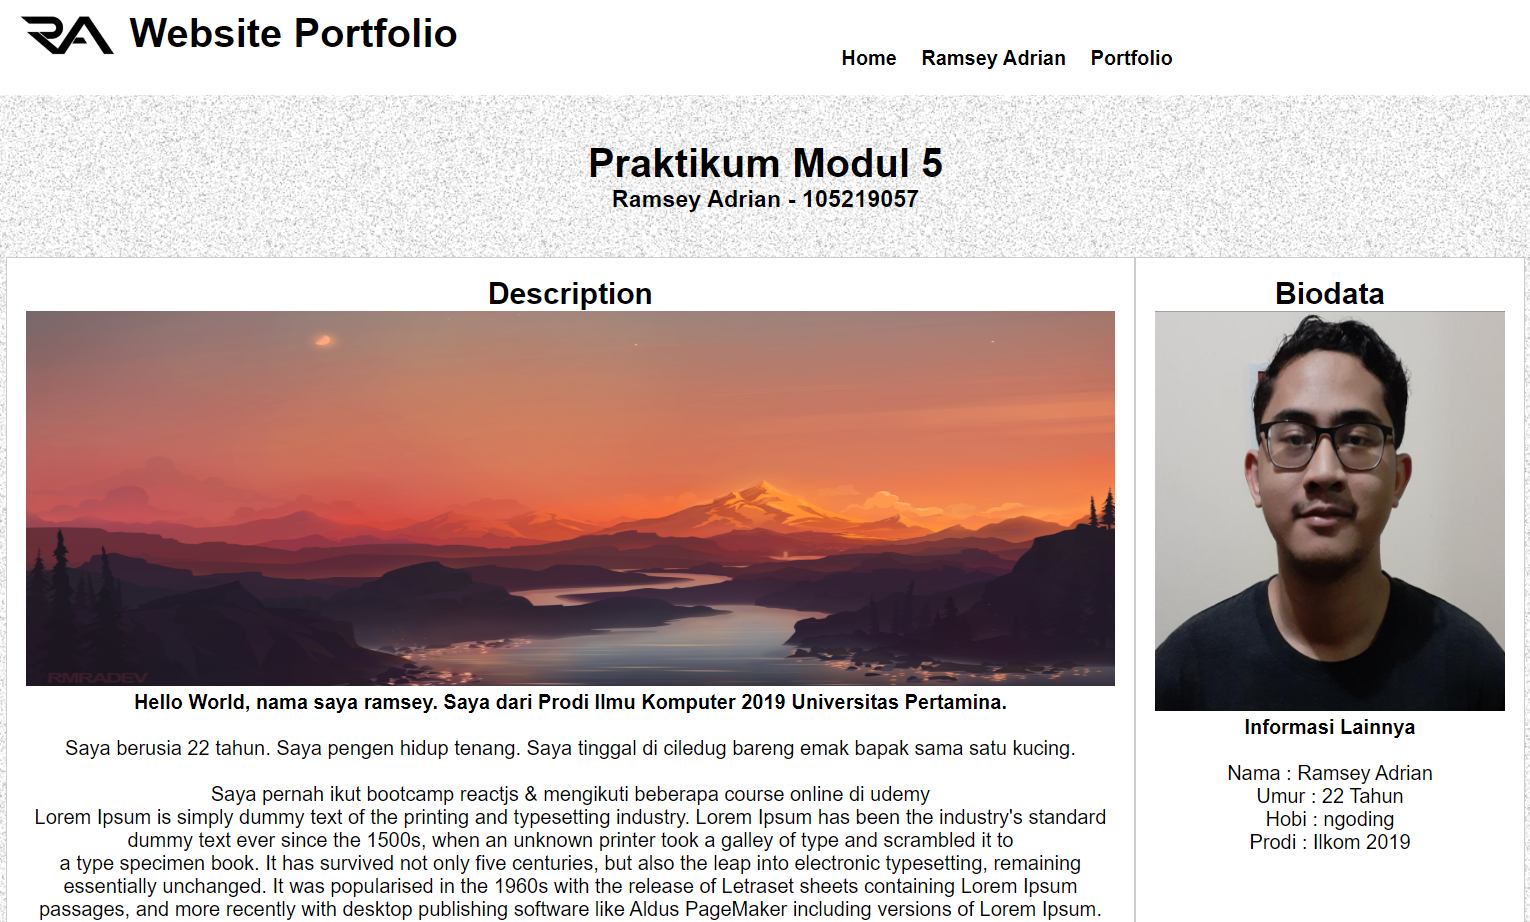 RA Website Portfolio
Home Ramsey Adrian Portfolio
Praktikum Modul 5
Ramsey Adrian - 105219057
Description
RMRADEV
Hello World, nama saya ramsey. Saya dari Prodi Ilmu Komputer 2019 Universitas Pertamina.
Saya berusia 22 tahun. Saya pengen hidup tenang. Saya tinggal di ciledug bareng emak bapak sama satu kucing.
Saya pernah ikut bootcamp reactjs & mengikuti beberapa course online di udemy
Lorem Ipsum is simply dummy text of the printing and typesetting industry. Lorem Ipsum has been the industry's standard
dummy text ever since the 1500s, when an unknown printer took a galley of type and scrambled it to
a type specimen book. It has survived not only five centuries, but also the leap into electronic typesetting, remaining
essentially unchanged. It was popularised in the 1960s with the release of Letraset sheets containing Lorem Ipsum
passages, and more recently with desktop publishing software like Aldus PageMaker including versions of Lorem Ipsum.
Biodata
Informasi Lainnya
Nama : Ramsey Adrian
Umur : 22 Tahun
Hobi : ngoding
Prodi : Ilkom 2019